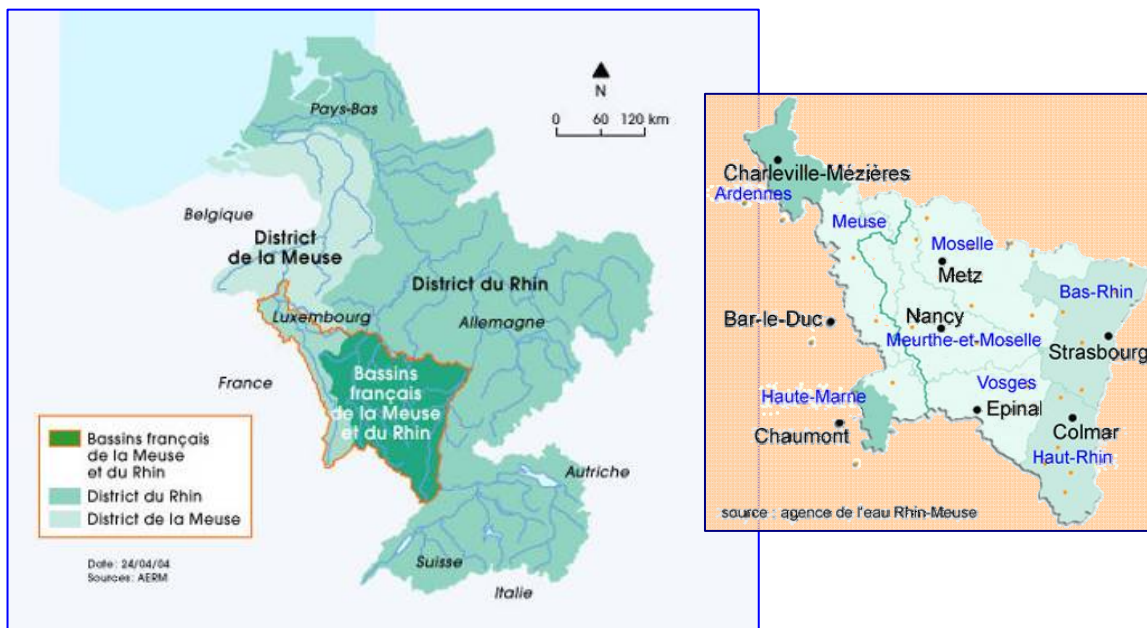 N
0 60 120 km
Pays-Bas
Belgique
District
de la Meuse
District du Rhin
Luxembourg
Allemagne
France
Bassins
français
de la Meuse
et du Rhin
Bassins français
de la Meuse
et du Rhin
District du Rhin
District de la Meuse
Autriche
Suisse
Italie
Date: 24/04/04
Sources: AERM
Charleville-Mézières
Ardennes
Meuse
Moselle
Metz
Bas-Rhin
Bar-le-Duc
Nancy
Meurthe-et-Moselle
Strasbourg
Vosges
Haute-Marne
Epinal
Chaumont
Colmar
Haut-Rhin
source : agence de l'eau Rhin-Meuse